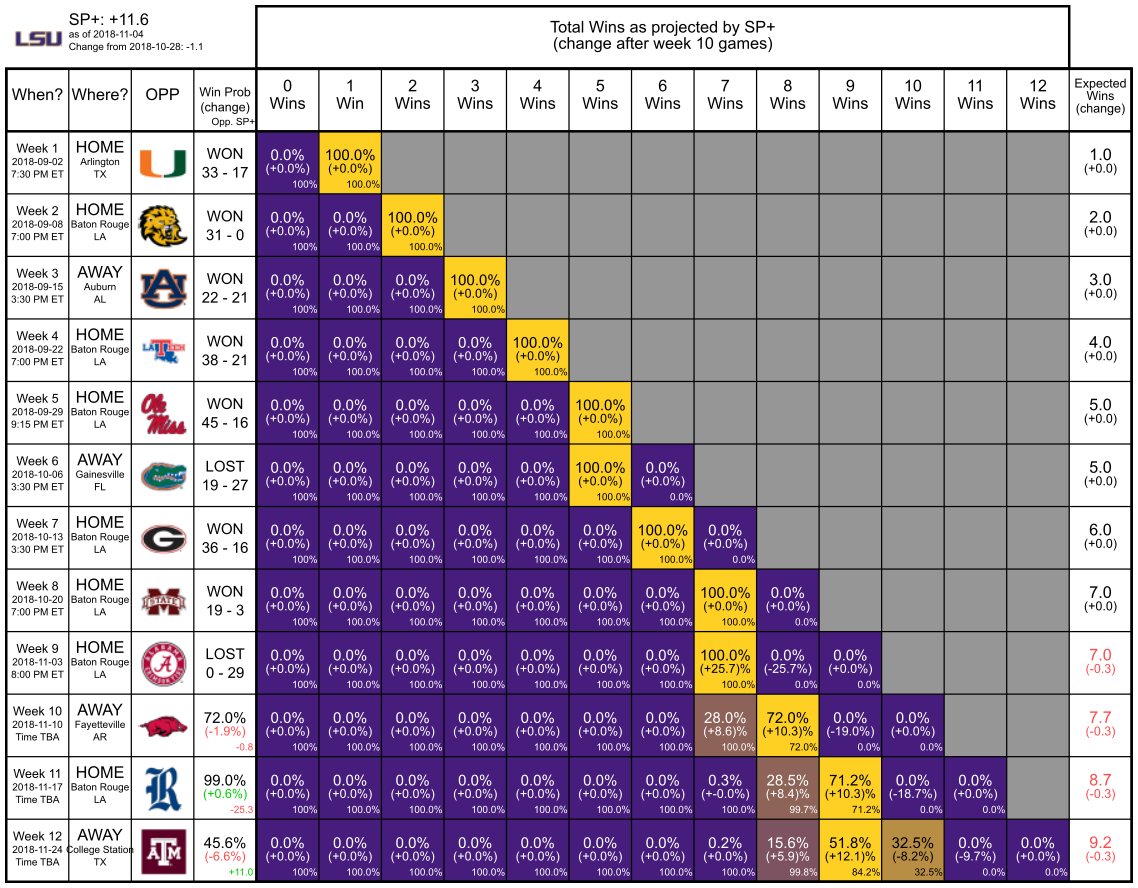 LSU
SP+: +11.6
as of 2018-11-04
Change from 2018-10-28: -1.1
Total Wins as projected by SP+
(change after week 10 games)
When? Where? OPP Win Prob (change) Opp. SP+ 0 Wins 1 Win 2 Wins 3 Wins 4 Wins 5 Wins 6 Wins 7 Wins 8 Wins 9 Wins 10 Wins 11 Wins 12 Wins Expected Wins (change)
Week 1 HOME WON 0.0% 100.0% 1.0
2018-09-02 Arlington U 33 - 17 (+0.0%) (+0.0%) (+0.0)
7:30 PM ET TX 100% 100.0%
Week 2 HOME WON 0.0% 0.0% 100.0% 2.0
2018-09-08 Baton Rouge 31 - 0 (+0.0%) (+0.0%) (+0.0%) (+0.0)
7:00 PM ET LA 100% 100.0% 100.0%
Week 3 AWAY WON 0.0% 0.0% 0.0% 100.0% 3.0
2018-09-15 Auburn AU 22 - 21 (+0.0%) (+0.0%) (+0.0%) (+0.0%) (+0.0)
3:30 PM ET AL 100% 100.0% 100.0% 100.0%
Week 4 HOME WON 0.0% 0.0% 0.0% 0.0% 100.0% 4.0
2018-09-22 Baton Rouge LA TECH 38 - 21 (+0.0%) (+0.0%) (+0.0%) (+0.0%) (+0.0%) (+0.0)
7:00 PM ET LA 100% 100.0% 100.0% 100.0% 100.0%
Week 5 HOME Ole WON 0.0% 0.0% 0.0% 0.0% 0.0% 100.0% 5.0
2018-09-29 Baton Rouge Miss 45 - 16 (+0.0%) (+0.0%) (+0.0%) (+0.0%) (+0.0%) (+0.0%) (+0.0)
9:15 PM ET LA 100% 100.0% 100.0% 100.0% 100.0% 100.0%
Week 6 AWAY LOST 0.0% 0.0% 0.0% 0.0% 0.0% 100.0% 0.0% 5.0
2018-10-06 Gainesville 19 - 27 (+0.0%) (+0.0%) (+0.0%) (+0.0%) (+0.0%) (+0.0%) (+0.0%) (+0.0)
3:30 PM ET FL 100% 100.0% 100.0% 100.0% 100.0% 100.0% 0.0%
Week 7 HOME WON 0.0% 0.0% 0.0% 0.0% 0.0% 0.0% 100.0% 0.0% 6.0
2018-10-13 Baton Rouge G 36 - 16 (+0.0%) (+0.0%) (+0.0%) (+0.0%) (+0.0%) (+0.0%) (+0.0%) (+0.0%) (+0.0)
3:30 PM ET LA 100% 100.0% 100.0% 100.0% 100.0% 100.0% 100.0% 0.0%
Week 8 HOME WON 0.0% 0.0% 0.0% 0.0% 0.0% 0.0% 0.0% 100.0% 0.0% 7.0
2018-10-20 Baton Rouge STATE 19 - 3 (+0.0%) (+0.0%) (+0.0%) (+0.0%) (+0.0%) (+0.0%) (+0.0%) (+0.0%) (+0.0%) (+0.0)
7:00 PM ET LA 100% 100.0% 100.0% 100.0% 100.0% 100.0% 100.0% 100.0% 0.0%
Week 9 HOME ALABAMA LOST 0.0% 0.0% 0.0% 0.0% 0.0% 0.0% 0.0% 100.0% 0.0% 0.0% 7.0
2018-11-03 Baton Rouge A 0 - 29 (+0.0%) (+0.0%) (+0.0%) (+0.0%) (+0.0%) (+0.0%) (+0.0%) (+25.7)% (-25.7%) (+0.0%) (-0.3)
8:00 PM ET LA CRIMSON TIDE 100% 100.0% 100.0% 100.0% 100.0% 100.0% 100.0% 100.0% 0.0% 0.0%
Week 10 AWAY 72.0% 0.0% 0.0% 0.0% 0.0% 0.0% 0.0% 0.0% 28.0% 72.0% 0.0% 0.0% 7.7
2018-11-10 Fayetteville (-1.9%) (+0.0%) (+0.0%) (+0.0%) (+0.0%) (+0.0%) (+0.0%) (+0.0%) (+8.6)% (+10.3)% (-19.0%) (+0.0%) (-0.3)
Time TBA AR -0.8 100% 100.0% 100.0% 100.0% 100.0% 100.0% 100.0% 100.0% 72.0% 0.0% 0.0%
Week 11 HOME 99.0% 0.0% 0.0% 0.0% 0.0% 0.0% 0.0% 0.0% 0.3% 28.5% 71.2% 0.0% 0.0% 8.7
2018-11-17 Baton Rouge R (+0.6%) (+0.0%) (+0.0%) (+0.0%) (+0.0%) (+0.0%) (+0.0%) (+0.0%) (+-0.0%) (+8.4)% (+10.3)% (-18.7%) (+0.0%) (-0.3)
Time TBA LA -25.3 100% 100.0% 100.0% 100.0% 100.0% 100.0% 100.0% 100.0% 99.7% 71.2% 0.0% 0.0%
Week 12 AWAY 45.6% 0.0% 0.0% 0.0% 0.0% 0.0% 0.0% 0.0% 0.2% 15.6% 51.8% 32.5% 0.0% 0.0% 9.2
2018-11-24 College Station ATM (-6.6%) (+0.0%) (+0.0%) (+0.0%) (+0.0%) (+0.0%) (+0.0%) (+0.0%) (+0.0%) (+5.9)% (+12.1)% (-8.2%) (-9.7%) (+0.0%) (-0.3)
Time TBA TX +11.0 100% 100.0% 100.0% 100.0% 100.0% 100.0% 100.0% 100.0% 99.8% 84.2% 32.5% 0.0% 0.0%